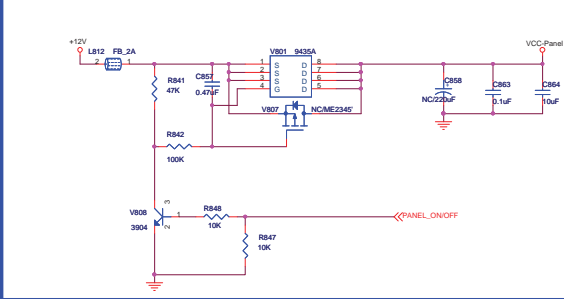 +12V
VCC-Panel
L812 FB_2A
2 1
V801 9435A
1 S D 8
2 S D 7
3 S D 6
4 G D 5
R841
47K
C857
0.47uF
C858
NC/220uF
C863
0.1uF
C864
10uF
V807 NC/ME2345'
R842
100K
V808
3904
3
1
2
R848
10K
PANEL_ON/OFF
R847
10K